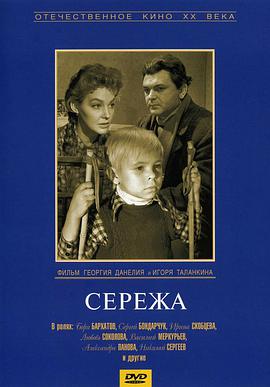 ОТЕЧЕСТВЕННОЕ КИНО XX ВЕКА
ФИЛЬМ ГЕОРГИЯ ДАНЕЛИЯ И ИГОРЯ ТАЛАНКИНА
СЕРЕЖА
В ролях: Боря БАРХАТОВ, Сергей БОНДАРЧУК, Ирина СКОБЦЕВА,
Любовь СОКОЛОВА, Василий МЕРКУРЬЕВ,
Александра ПАНОВА, Николай СЕРГЕЕВ
и другие
DVD